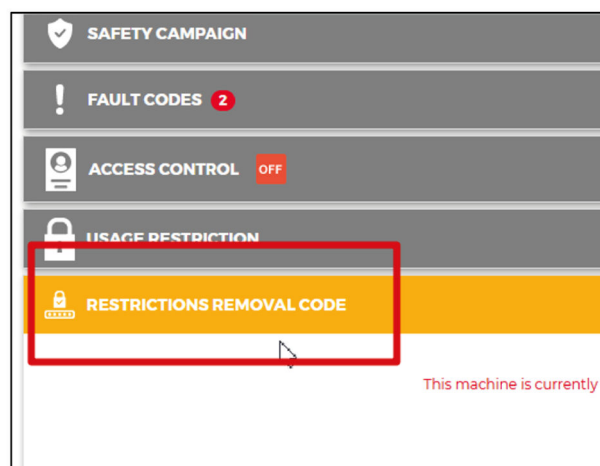 SAFETY CAMPAIGN
FAULT CODES 2
ACCESS CONTROL OFF
USAGE RESTRICTION
RESTRICTIONS REMOVAL CODE
This machine is currently